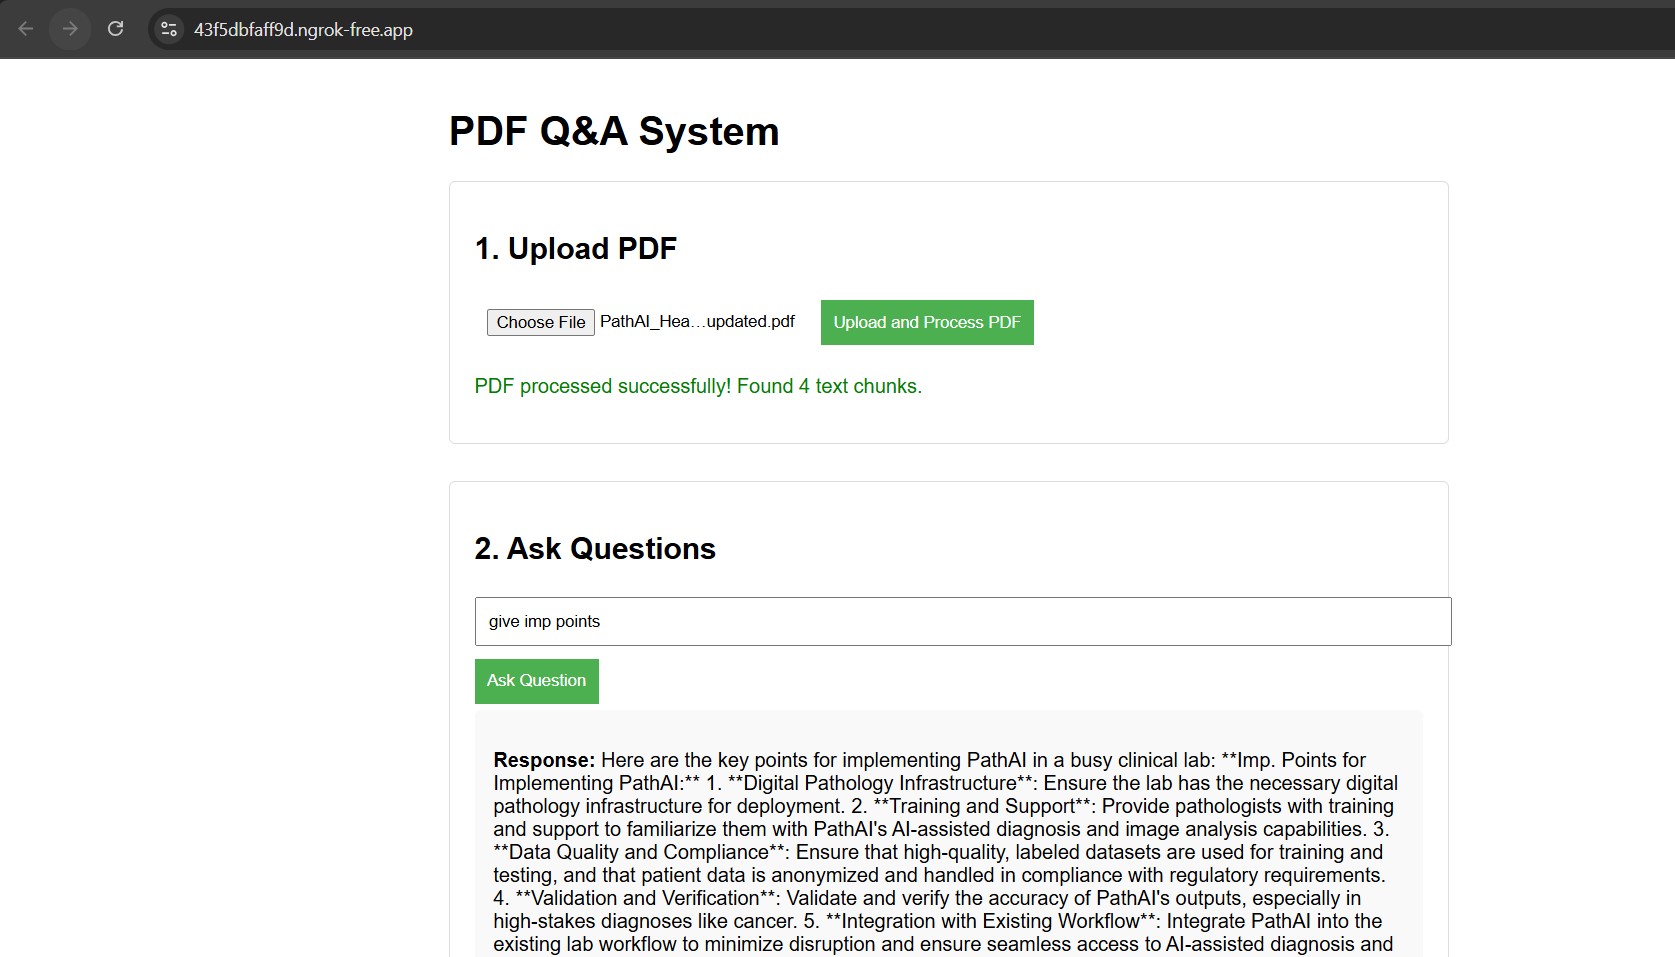 43f5dbfaff9d.ngrok-free.app
PDF Q&A System
1. Upload PDF
Choose File PathAI_Hea...updated.pdf Upload and Process PDF
PDF processed successfully! Found 4 text chunks.
2. Ask Questions
give imp points
Ask Question
Response: Here are the key points for implementing PathAI in a busy clinical lab: **Imp. Points for
Implementing PathAI:** 1. **Digital Pathology Infrastructure**: Ensure the lab has the necessary digital
pathology infrastructure for deployment. 2. **Training and Support**: Provide pathologists with training
and support to familiarize them with PathAI's AI-assisted diagnosis and image analysis capabilities. 3.
**Data Quality and Compliance**: Ensure that high-quality, labeled datasets are used for training and
testing, and that patient data is anonymized and handled in compliance with regulatory requirements.
4. **Validation and Verification**: Validate and verify the accuracy of PathAI's outputs, especially in
high-stakes diagnoses like cancer. 5. **Integration with Existing Workflow**: Integrate PathAI into the
existing lab workflow to minimize disruption and ensure seamless access to AI-assisted diagnosis and